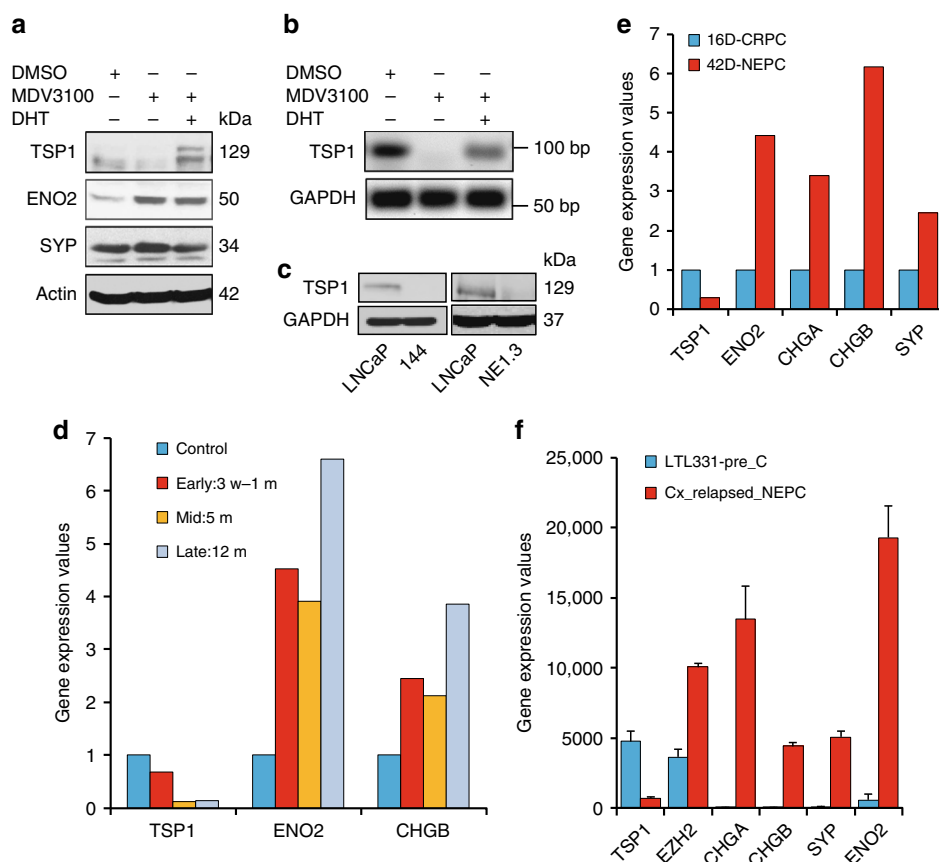 a
DMSO + – –
MDV3100 – + +
DHT – – + kDa
TSP1 129
ENO2 50
SYP 34
Actin 42
b
DMSO + – –
MDV3100 – + +
DHT – – +
TSP1 100 bp
GAPDH 50 bp
c
kDa
TSP1 129
GAPDH 37
LNCaP 144 LNCaP NE1.3
e
7
6
5
4
3
2
1
0
Gene expression values
16D-CRPC
42D-NEPC
TSP1 ENO2 CHGA CHGB SYP
d
7
6
5
4
3
2
1
0
Gene expression values
Control
Early:3 w–1 m
Mid:5 m
Late:12 m
TSP1 ENO2 CHGB
f
25,000
20,000
15,000
10,000
5000
0
Gene expression values
LTL331-pre_C
Cx_relapsed_NEPC
TSP1 EZH2 CHGA CHGB SYP ENO2